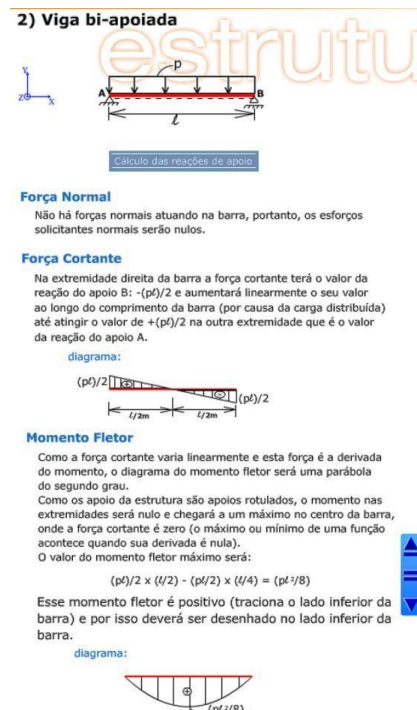 2) Viga bi-apoiada
estrutu
p
y
A
B
z
x
ℓ
Cálculo das reações de apoio
Força Normal
Não há forças normais atuando na barra, portanto, os esforços
solicitantes normais serão nulos.
Força Cortante
Na extremidade direita da barra a força cortante terá o valor da
reação do apoio B: -(pℓ)/2 e aumentará linearmente o seu valor
ao longo do comprimento da barra (por causa da carga distribuída)
até atingir o valor de +(pℓ)/2 na outra extremidade que é o valor
da reação do apoio A.
diagrama:
(pℓ)/2
+
-
(pℓ)/2
ℓ/2m
ℓ/2m
Momento Fletor
Como a força cortante varia linearmente e esta força é a derivada
do momento, o diagrama do momento fletor será uma parábola
do segundo grau.
Como os apoio da estrutura são apoios rotulados, o momento nas
extremidades será nulo e chegará a um máximo no centro da barra,
onde a força cortante é zero (o máximo ou mínimo de uma função
acontece quando sua derivada é nula).
O valor do momento fletor máximo será:
(pℓ)/2 x (ℓ/2) - (pℓ/2) x (ℓ/4) = (pℓ²/8)
Esse momento fletor é positivo (traciona o lado inferior da
barra) e por isso deverá ser desenhado no lado inferior da
barra.
diagrama:
+
(pℓ²/8)